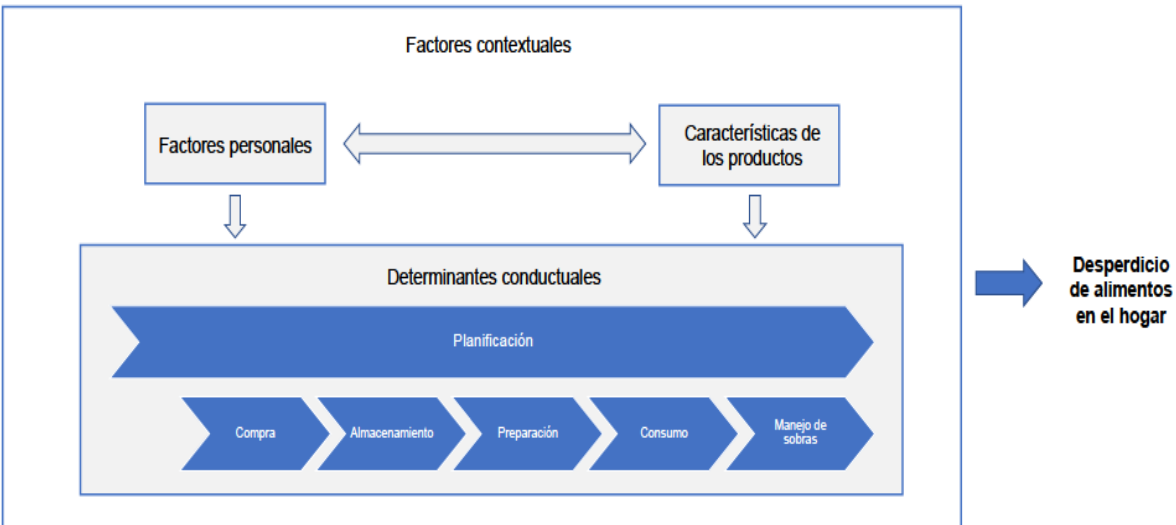 Factores contextuales
Factores personales
Características de
los productos
Determinantes conductuales
Planificación
Compra
Almacenamiento
Preparación
Consumo
Manejo de
sobras
Desperdicio
de alimentos
en el hogar